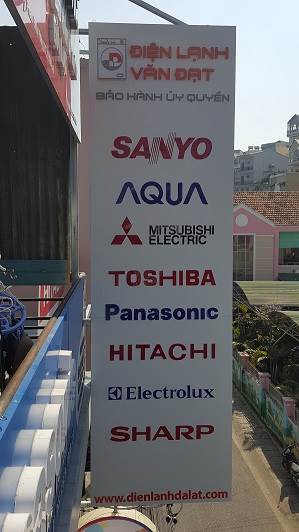 ĐIỆN LẠNH
VĂN ĐẠT
BẢO HÀNH ỦY QUYỀN
SANYO
AQUA
MITSUBISHI
ELECTRIC
TOSHIBA
Panasonic
HITACHI
Electrolux
SHARP
www.dienlanhdalat.com